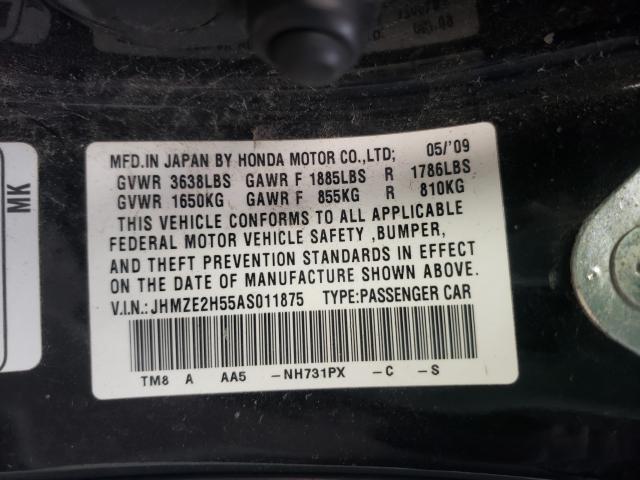 MFD.IN JAPAN BY HONDA MOTOR CO.,LTD; 05/'09
GVWR 3638LBS GAWR F 1885LBS R 1786LBS
GVWR 1650KG GAWR F 855KG R 810KG
THIS VEHICLE CONFORMS TO ALL APPLICABLE
FEDERAL MOTOR VEHICLE SAFETY ,BUMPER,
AND THEFT PREVENTION STANDARDS IN EFFECT
ON THE DATE OF MANUFACTURE SHOWN ABOVE.
V.I.N.:JHMZE2H55AS011875 TYPE:PASSENGER CAR
TM8 A AA5 -NH731PX -C -S
MK